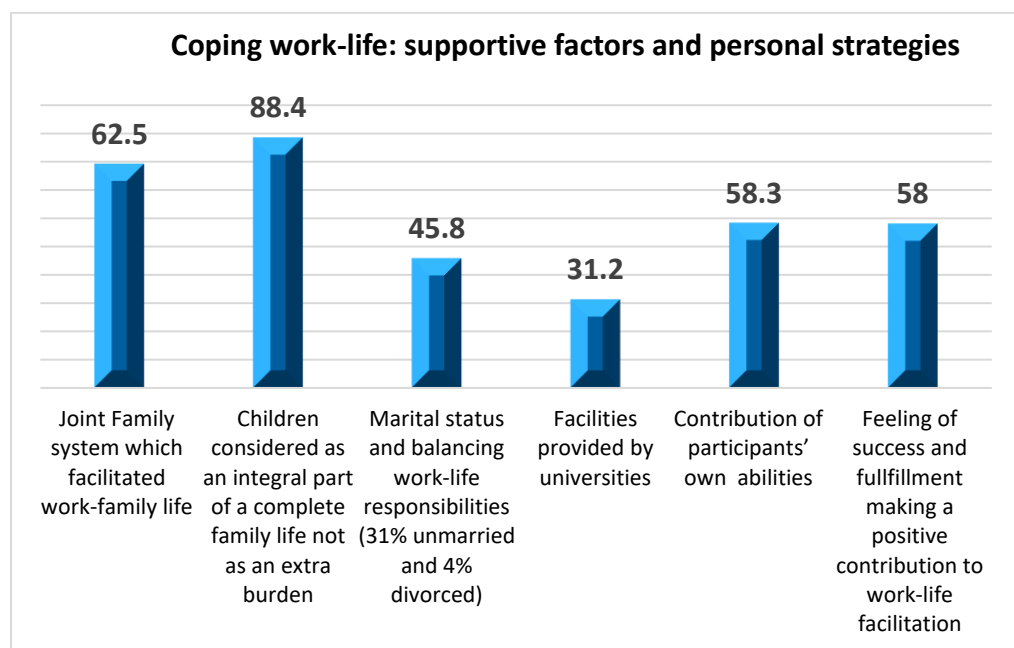 Coping work-life: supportive factors and personal strategies
62.5
88.4
45.8
31.2
58.3
58
Joint Family
system which
facilitated
work-family life
Children
considered as
an integral part
of a complete
family life not
as an extra
burden
Marital status
and balancing
work-life
responsibilities
(31% unmarried
and 4%
divorced)
Facilities
provided by
universities
Contribution of
participants’
own abilities
Feeling of
success and
fullfillment
making a
positive
contribution to
work-life
facilitation